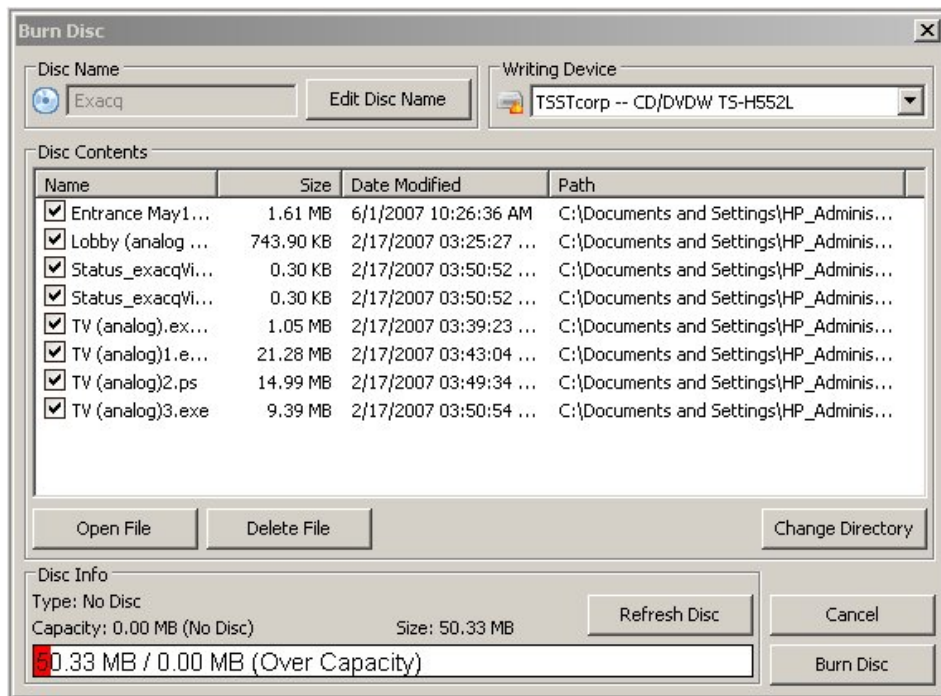 Burn Disc
Disc Name
Writing Device
Exacq
Edit Disc Name
TSSTcorp -- CD/DVDW TS-H552L
Disc Contents
Name Size Date Modified Path
Entrance May1... 1.61 MB 6/1/2007 10:26:36 AM C:\Documents and Settings\HP_Adminis...
Lobby (analog ... 743.90 KB 2/17/2007 03:25:27 ... C:\Documents and Settings\HP_Adminis...
Status_exacqVi... 0.30 KB 2/17/2007 03:50:52 ... C:\Documents and Settings\HP_Adminis...
Status_exacqVi... 0.30 KB 2/17/2007 03:50:52 ... C:\Documents and Settings\HP_Adminis...
TV (analog).ex... 1.05 MB 2/17/2007 03:39:23 ... C:\Documents and Settings\HP_Adminis...
TV (analog)1.e... 21.28 MB 2/17/2007 03:43:04 ... C:\Documents and Settings\HP_Adminis...
TV (analog)2.ps 14.99 MB 2/17/2007 03:49:34 ... C:\Documents and Settings\HP_Adminis...
TV (analog)3.exe 9.39 MB 2/17/2007 03:50:54 ... C:\Documents and Settings\HP_Adminis...
Open File
Delete File
Change Directory
Disc Info
Type: No Disc
Capacity: 0.00 MB (No Disc)
Size: 50.33 MB
Refresh Disc
Cancel
50.33 MB / 0.00 MB (Over Capacity)
Burn Disc